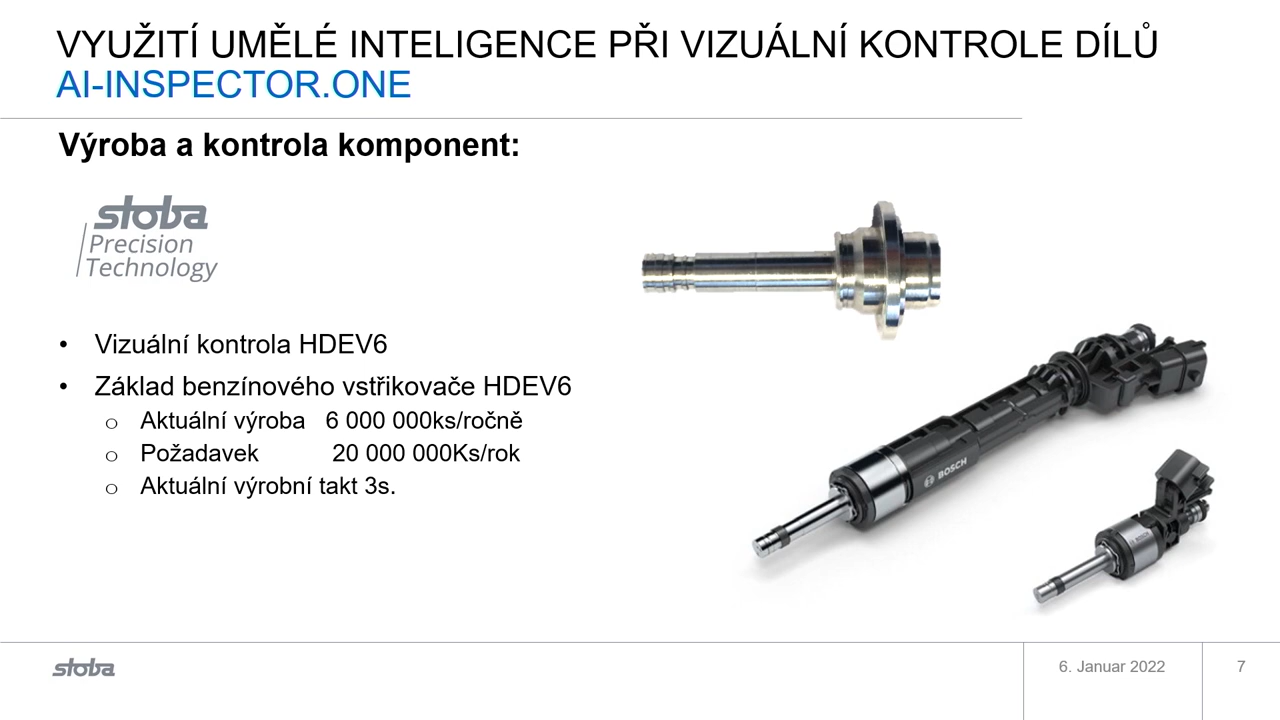 VYUŽITÍ UMĚLÉ INTELIGENCE PŘI VIZUÁLNÍ KONTROLE DÍLŮ
AI-INSPECTOR.ONE
Výroba a kontrola komponent:
stoba
Precision
Technology
• Vizuální kontrola HDEV6
• Základ benzínového vstřikovače HDEV6
o Aktuální výroba 6 000 000ks/ročně
o Požadavek 20 000 000Ks/rok
o Aktuální výrobní takt 3s.
BOSCH
BOSCH
stoba
6. Januar 2022
7